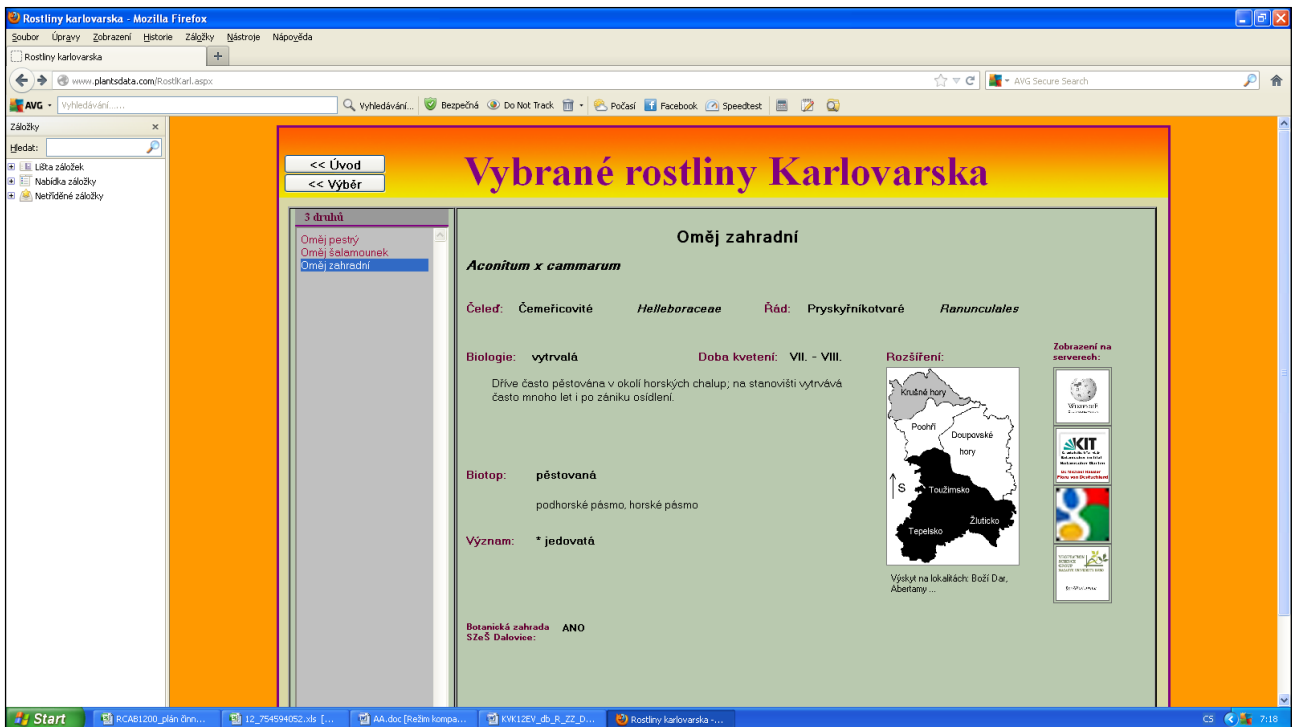 Rostliny karlovarska - Mozilla Firefox
Soubor Úpravy Zobrazení Historie Záložky Nástroje Nápověda
Rostliny karlovarska +
www.plantsdata.com/RostlKarl.aspx
AVG Secure Search
AVG Vyhledávání...... Vyhledávání... Bezpečná Do Not Track Počasí Facebook Speedtest
Záložky ×
Hledat:
Lišta záložek
Nabídka záložky
Netříděné záložky
<< Úvod
<< Výběr
Vybrané rostliny Karlovarska
3 druhů
Oměj pestrý
Oměj šalamounek
Oměj zahradní
Oměj zahradní
Aconitum x cammarum
Čeleď: Čemeřicovité Helleboraceae Řád: Pryskyřníkotvaré Ranunculales
Biologie: vytrvalá Doba kvetení: VII. - VIII. Rozšíření:
Zobrazení na
serverech:
Dříve často pěstována v okolí horských chalup; na stanovišti vytrvává
často mnoho let i po zániku osídlení.
Krušné hory
Poohří
Doupovské
hory
S
Toužimsko
Žluticko
Tepelsko
KIT
Biotop: pěstovaná
podhorské pásmo, horské pásmo
Význam: * jedovatá
Výskyt na lokalitách: Boží Dar,
Abertamy ...
Botanická zahrada ANO
SZeŠ Dalovice:
Start RCAB1200_plán činn... 12_754594052.xls [... AA.doc [Režim kompa... KVK12EV_db_R_ZZ_D... Rostliny karlovarska -... CS 7:18